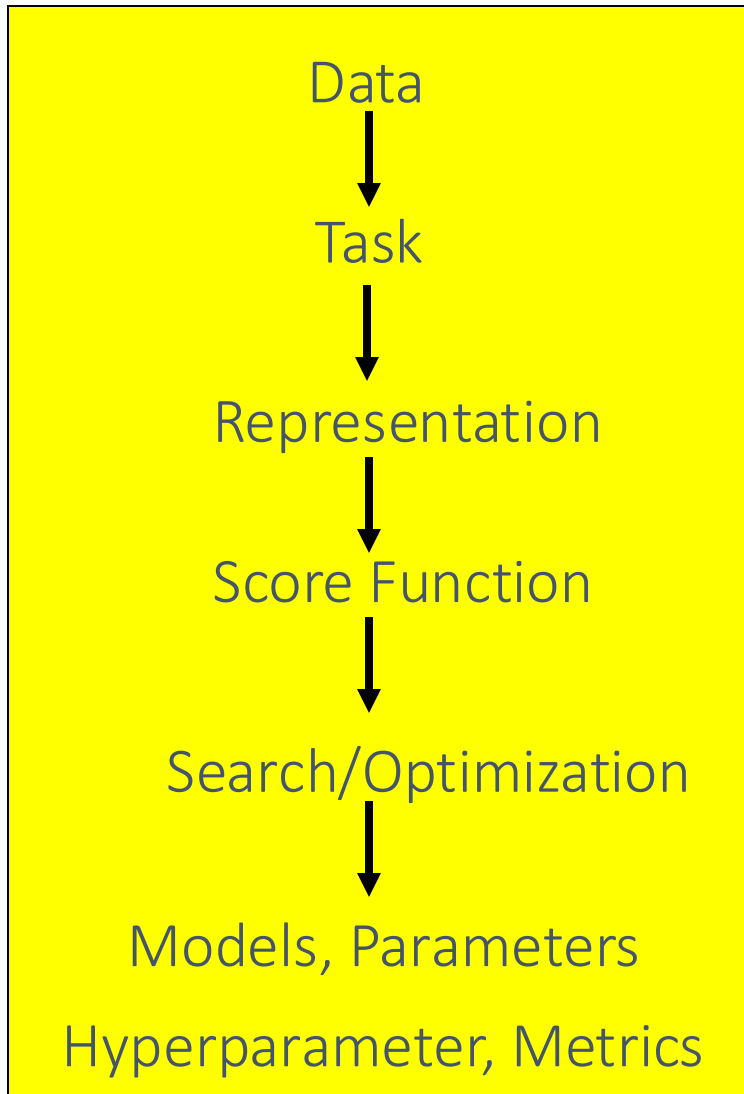 Data
Task
Representation
Score Function
Search/Optimization
Models, Parameters
Hyperparameter, Metrics